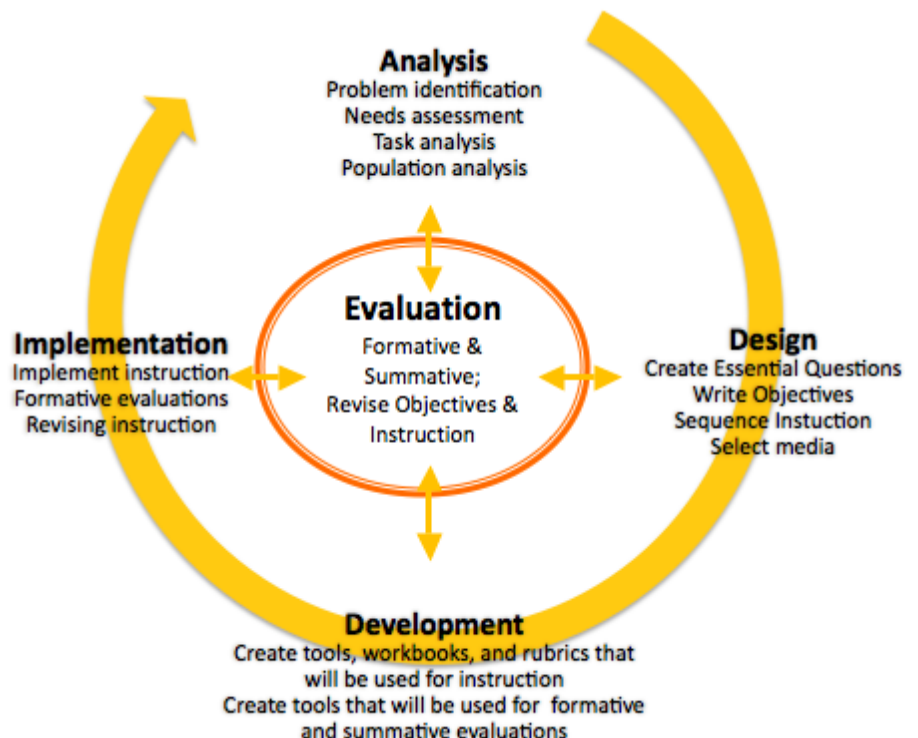 Analysis
Problem identification
Needs assessment
Task analysis
Population analysis
Evaluation
Formative &
Summative;
Revise Objectives &
Instruction
Implementation
Implement instruction
Formative evaluations
Revising instruction
Design
Create Essential Questions
Write Objectives
Sequence Instuction
Select media
Development
Create tools, workbooks, and rubrics that
will be used for instruction
Create tools that will be used for formative
and summative evaluations